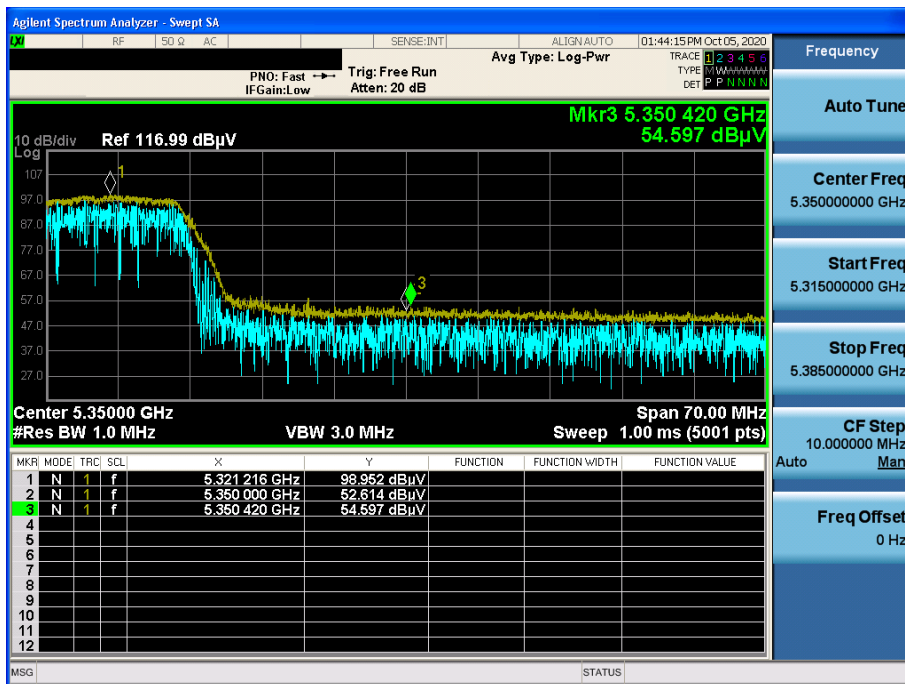 Agilent Spectrum Analyzer - Swept SA
LXI RF 50 Ω AC SENSE:INT ALIGN AUTO 01:44:15 PM Oct 05, 2020
PNO: Fast Trig: Free Run Avg Type: Log-Pwr TRACE 1 2 3 4 5 6
IFGain:Low Atten: 20 dB TYPE M WWWWWW
DET P P N N N N
Mkr3 5.350 420 GHz
54.597 dBµV
10 dB/div Ref 116.99 dBµV
Log
107
97.0
87.0
77.0
67.0
57.0
47.0
37.0
27.0
1
3
Center 5.35000 GHz Span 70.00 MHz
#Res BW 1.0 MHz VBW 3.0 MHz Sweep 1.00 ms (5001 pts)
MKR MODE TRC SCL X Y FUNCTION FUNCTION WIDTH FUNCTION VALUE
1 N 1 f 5.321 216 GHz 98.952 dBµV
2 N 1 f 5.350 000 GHz 52.614 dBµV
3 N 1 f 5.350 420 GHz 54.597 dBµV
4
5
6
7
8
9
10
11
12
MSG STATUS
Frequency
Auto Tune
Center Freq
5.350000000 GHz
Start Freq
5.315000000 GHz
Stop Freq
5.385000000 GHz
CF Step
10.000000 MHz
Auto Man
Freq Offset
0 Hz